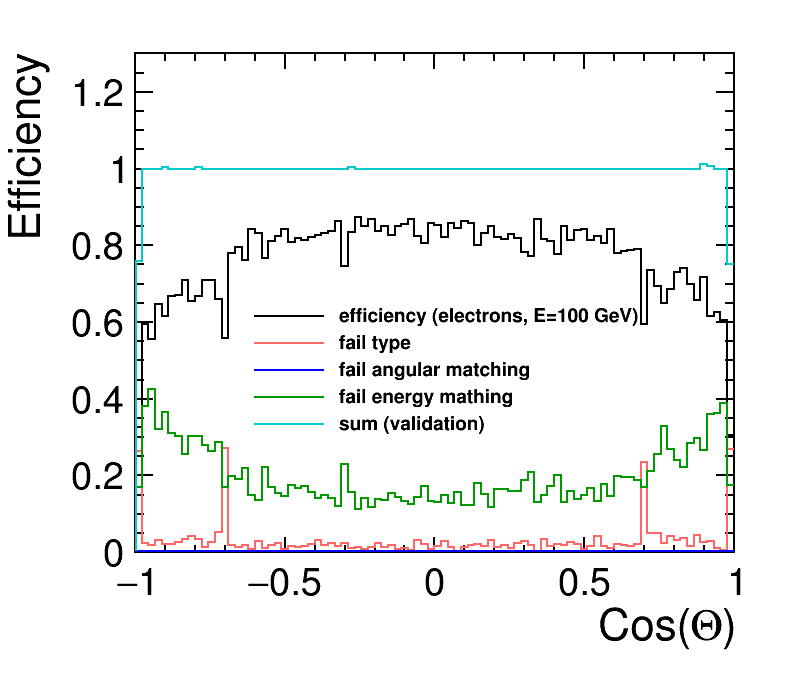 Efficiency
1.2
1
0.8
0.6
0.4
0.2
0
efficiency (electrons, E=100 GeV)
fail type
fail angular matching
fail energy mathing
sum (validation)
−1 −0.5 0 0.5 1
Cos(Θ)